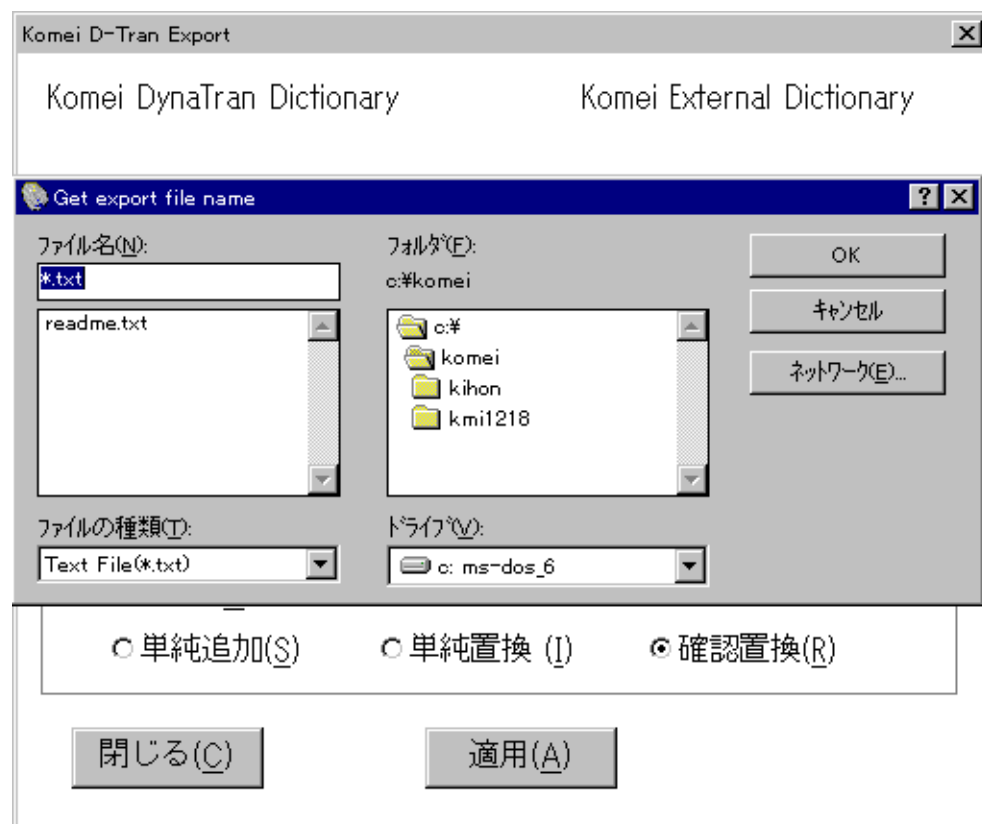 Komei D-Tran Export
Komei DynaTran Dictionary
Komei External Dictionary
Get export file name
ファイル名(N):
*.txt
readme.txt
フォルダ(F):
c:¥komei
c:¥
komei
kihon
kmi1218
OK
キャンセル
ネットワーク(E)...
ファイルの種類(T):
Text File(*.txt)
ドライブ(V):
c: ms-dos_6
単純追加(S)
単純置換 (I)
確認置換(R)
閉じる(C)
適用(A)